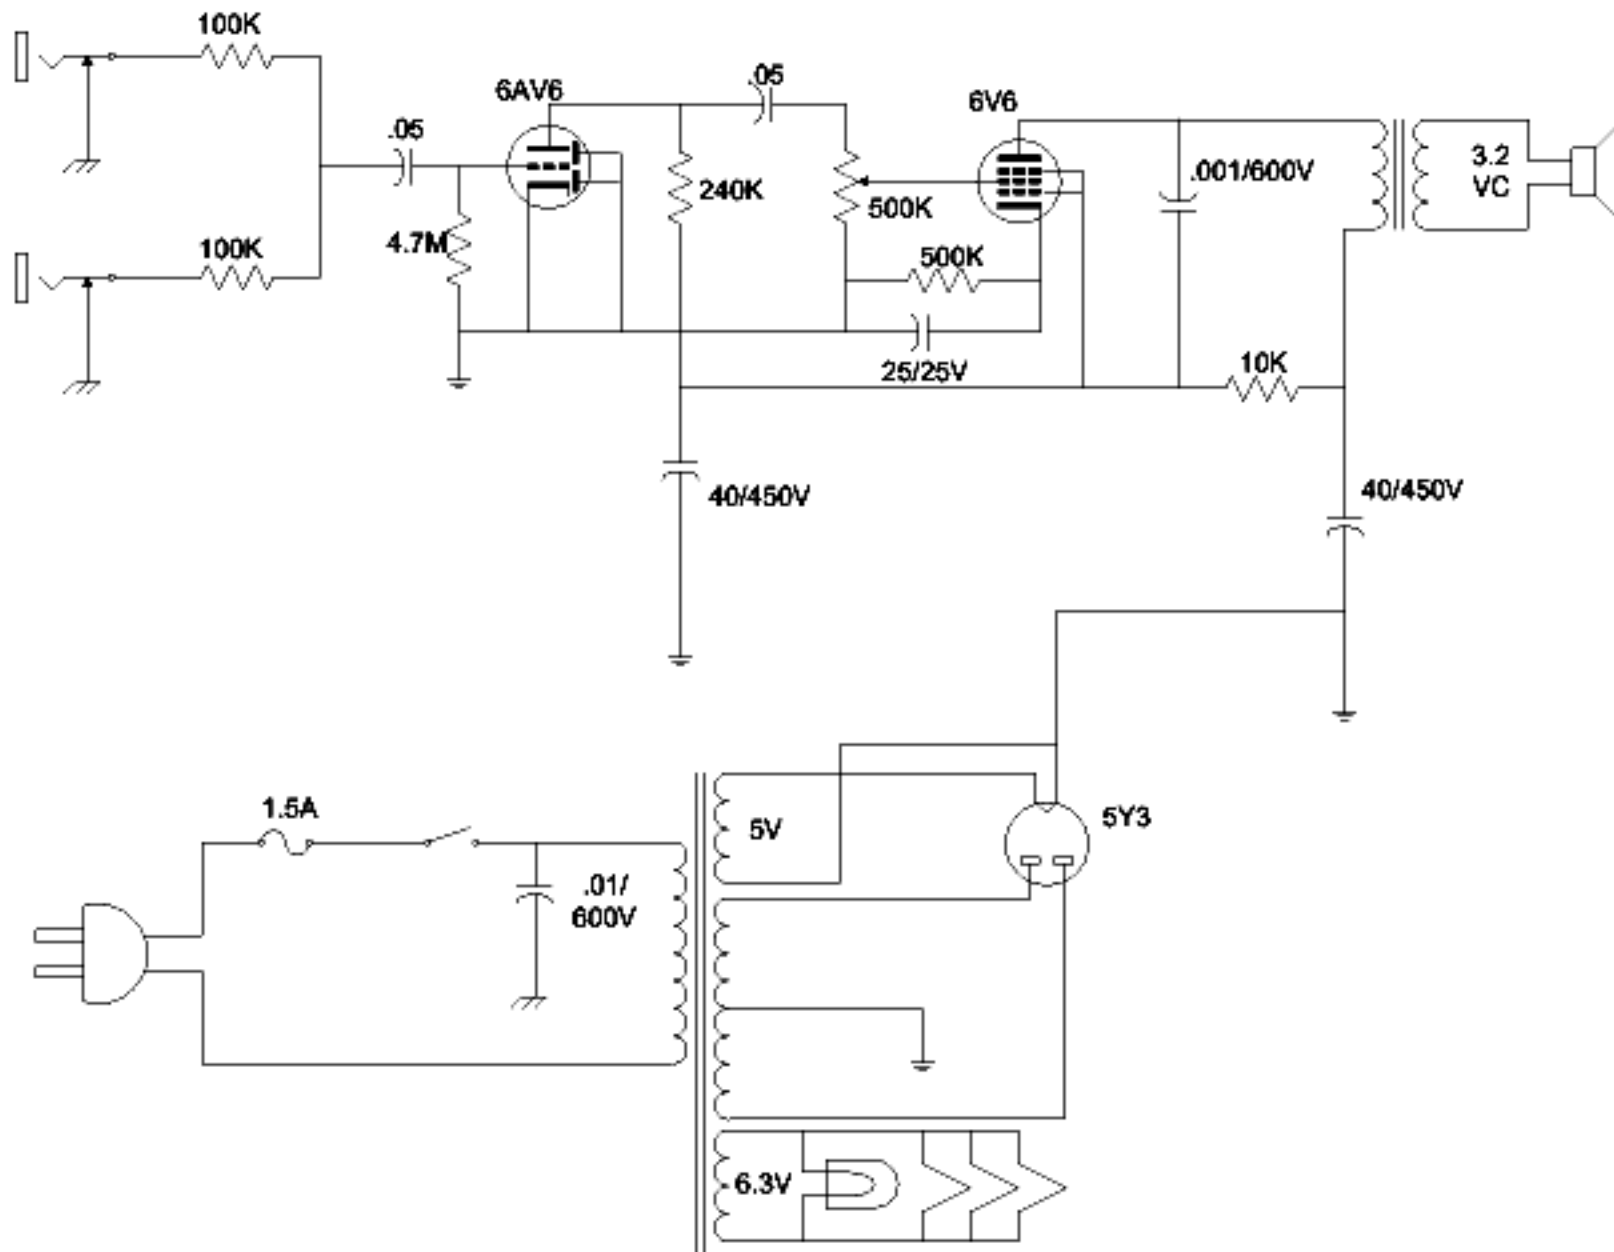 100K
6AV6
.05
6V6
.05
240K
500K
.001/600V
3.2
VC
100K
4.7M
500K
25/25V
10K
40/450V
40/450V
1.5A
5V
5Y3
.01/
600V
6.3V